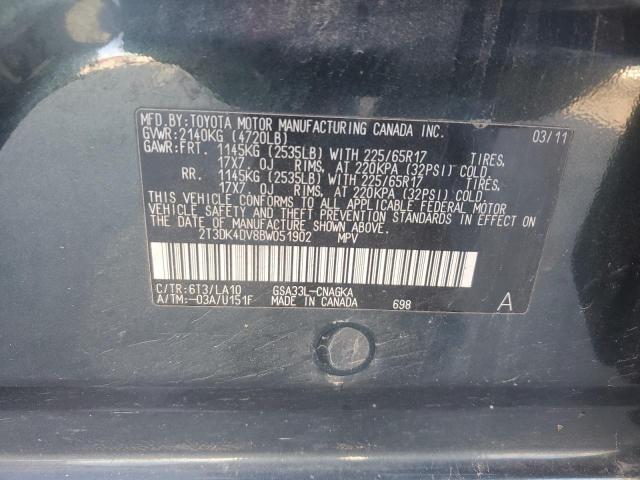 MFD.BY:TOYOTA MOTOR MANUFACTURING CANADA INC. 03/11
GVWR:2140KG (4720LB)
GAWR:FRT. 1145KG (2535LB) WITH 225/65R17 TIRES,
17X7.0J RIMS, AT 220KPA (32PSI) COLD.
RR. 1145KG (2535LB) WITH 225/65R17 TIRES,
17X7.0J RIMS, AT 220KPA (32PSI) COLD.
THIS VEHICLE CONFORMS TO ALL APPLICABLE FEDERAL MOTOR
VEHICLE SAFETY AND THEFT PREVENTION STANDARDS IN EFFECT ON
THE DATE OF MANUFACTURE SHOWN ABOVE.
2T3DK4DV8BW051902 MPV
C/TR:6T3/LA10 GSA33L-CNAGKA
A/TM:-03A/U151F MADE IN CANADA 698 A